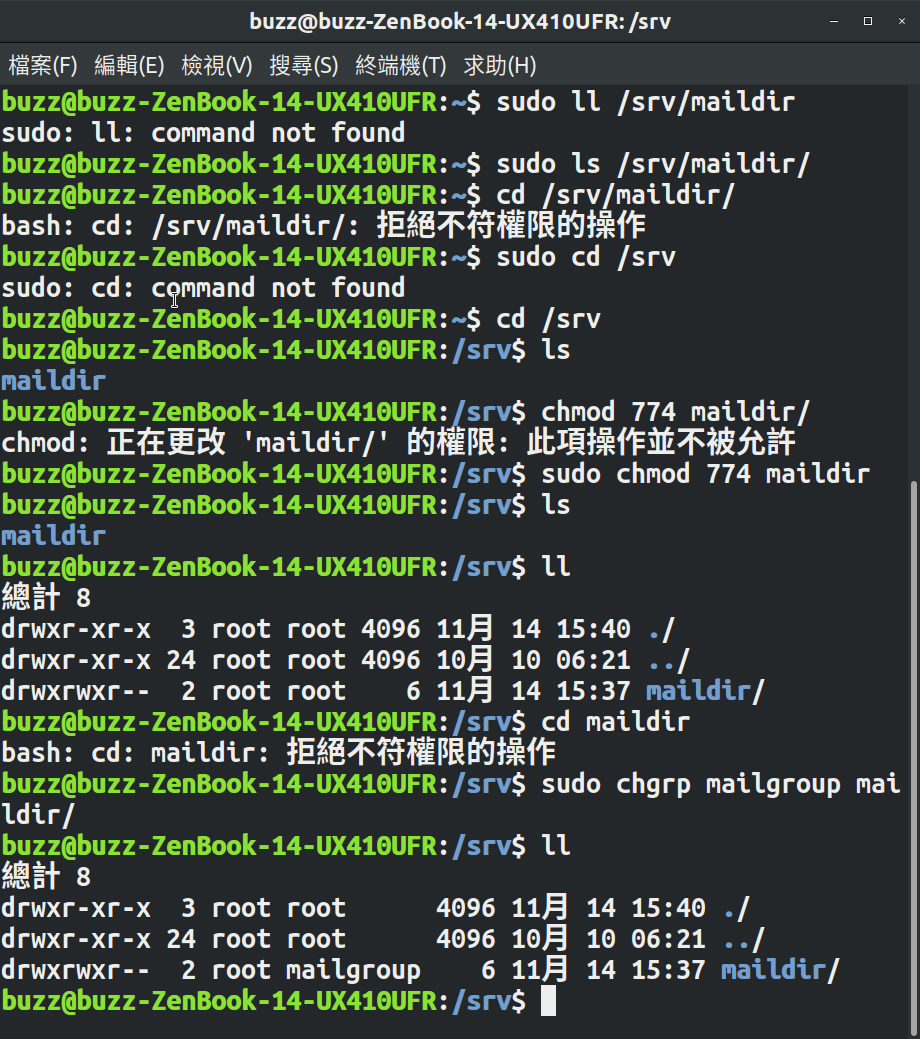 buzz@buzz-ZenBook-14-UX410UFR: /srv
檔案(F) 編輯(E) 檢視(V) 搜尋(S) 終端機(T) 求助(H)
buzz@buzz-ZenBook-14-UX410UFR:~$ sudo ll /srv/maildir
sudo: ll: command not found
buzz@buzz-ZenBook-14-UX410UFR:~$ sudo ls /srv/maildir/
buzz@buzz-ZenBook-14-UX410UFR:~$ cd /srv/maildir/
bash: cd: /srv/maildir/: 拒絕不符權限的操作
buzz@buzz-ZenBook-14-UX410UFR:~$ sudo cd /srv
sudo: cd: command not found
buzz@buzz-ZenBook-14-UX410UFR:~$ cd /srv
buzz@buzz-ZenBook-14-UX410UFR:/srv$ ls
maildir
buzz@buzz-ZenBook-14-UX410UFR:/srv$ chmod 774 maildir/
chmod: 正在更改 'maildir/' 的權限: 此項操作並不被允許
buzz@buzz-ZenBook-14-UX410UFR:/srv$ sudo chmod 774 maildir
buzz@buzz-ZenBook-14-UX410UFR:/srv$ ls
maildir
buzz@buzz-ZenBook-14-UX410UFR:/srv$ ll
總計 8
drwxr-xr-x  3 root root 4096 11月 14 15:40 ./
drwxr-xr-x 24 root root 4096 10月 10 06:21 ../
drwxrwxr--  2 root root    6 11月 14 15:37 maildir/
buzz@buzz-ZenBook-14-UX410UFR:/srv$ cd maildir
bash: cd: maildir: 拒絕不符權限的操作
buzz@buzz-ZenBook-14-UX410UFR:/srv$ sudo chgrp mailgroup mai
ldir/
buzz@buzz-ZenBook-14-UX410UFR:/srv$ ll
總計 8
drwxr-xr-x  3 root root      4096 11月 14 15:40 ./
drwxr-xr-x 24 root root      4096 10月 10 06:21 ../
drwxrwxr--  2 root mailgroup    6 11月 14 15:37 maildir/
buzz@buzz-ZenBook-14-UX410UFR:/srv$